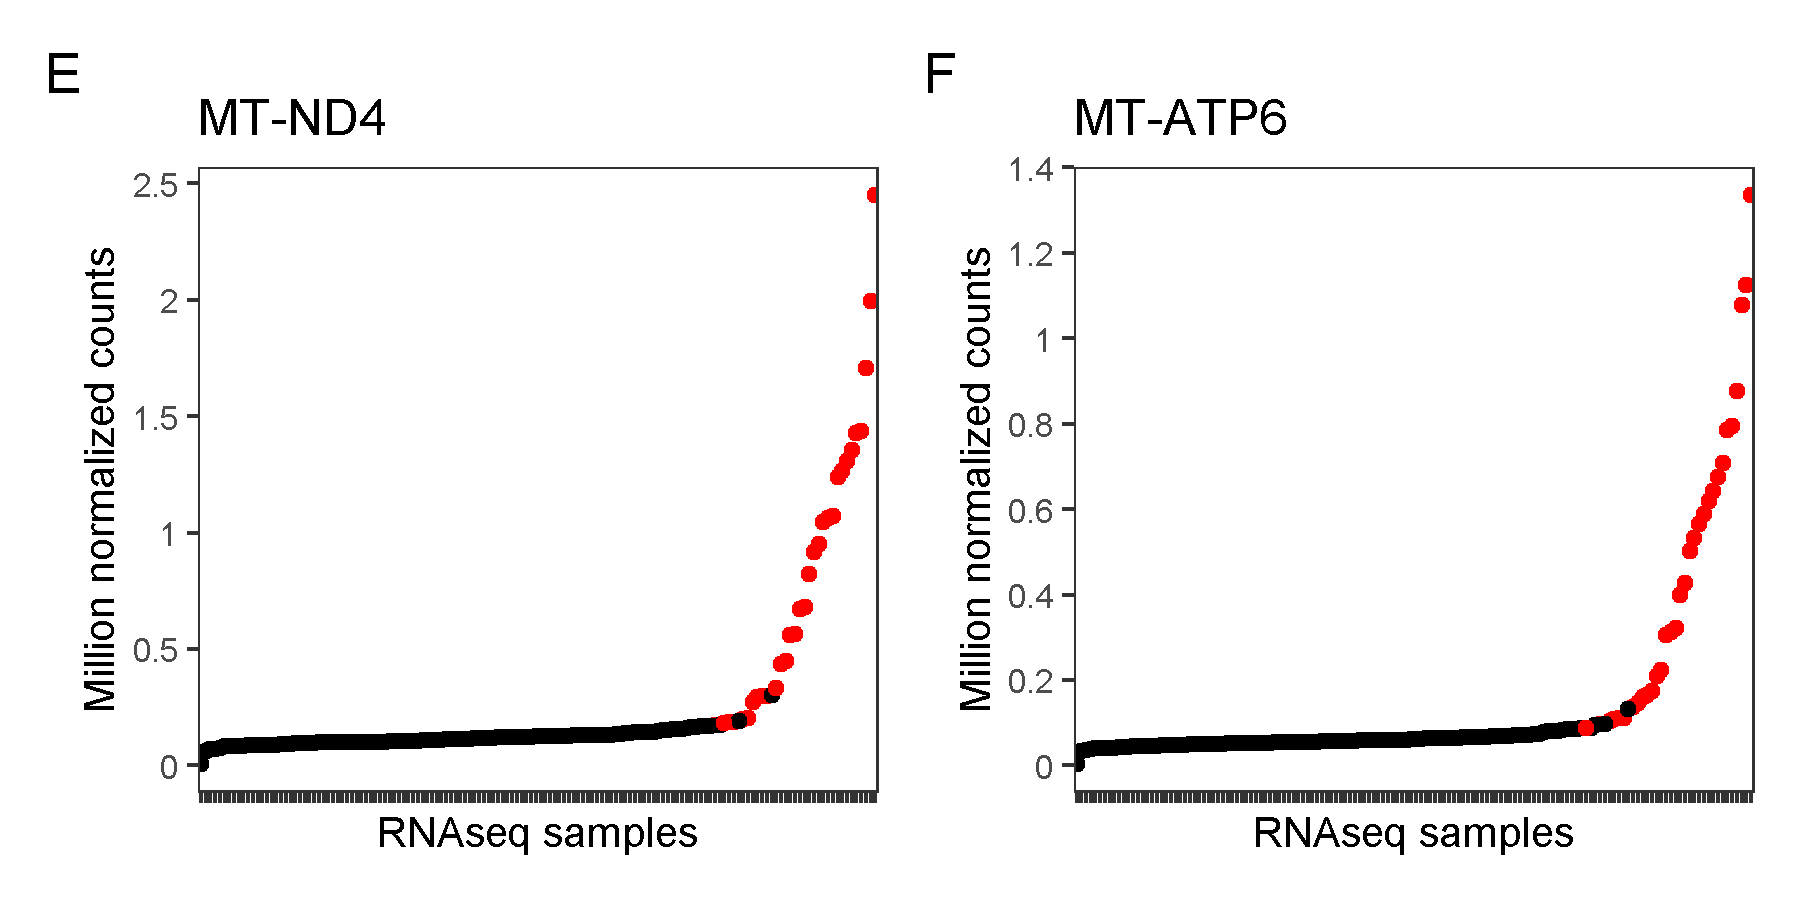 E
MT-ND4
Million normalized counts
2.5
2
1.5
1
0.5
0
RNAseq samples
F
MT-ATP6
Million normalized counts
1.4
1.2
1
0.8
0.6
0.4
0.2
0
RNAseq samples